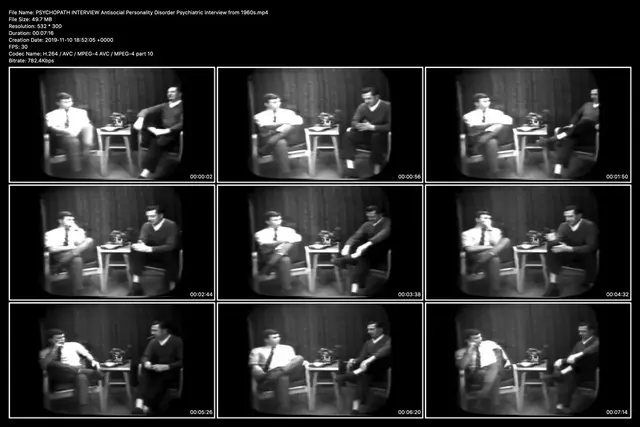 File Name: PSYCHOPATH INTERVIEW Antisocial Personality Disorder Psychiatric Interview from 1960s.mp4
File Size: 49.7 MB
Resolution: 532 * 300
Duration: 00:07:16
Creation Date: 2019-11-10 18:52:05 +0000
FPS: 30
Codec Name: H.264 / AVC / MPEG-4 AVC / MPEG-4 part 10
Bitrate: 782.4Kbps
00:00:02
00:00:56
00:01:50
00:02:44
00:03:38
00:04:32
00:05:26
00:06:20
00:07:14